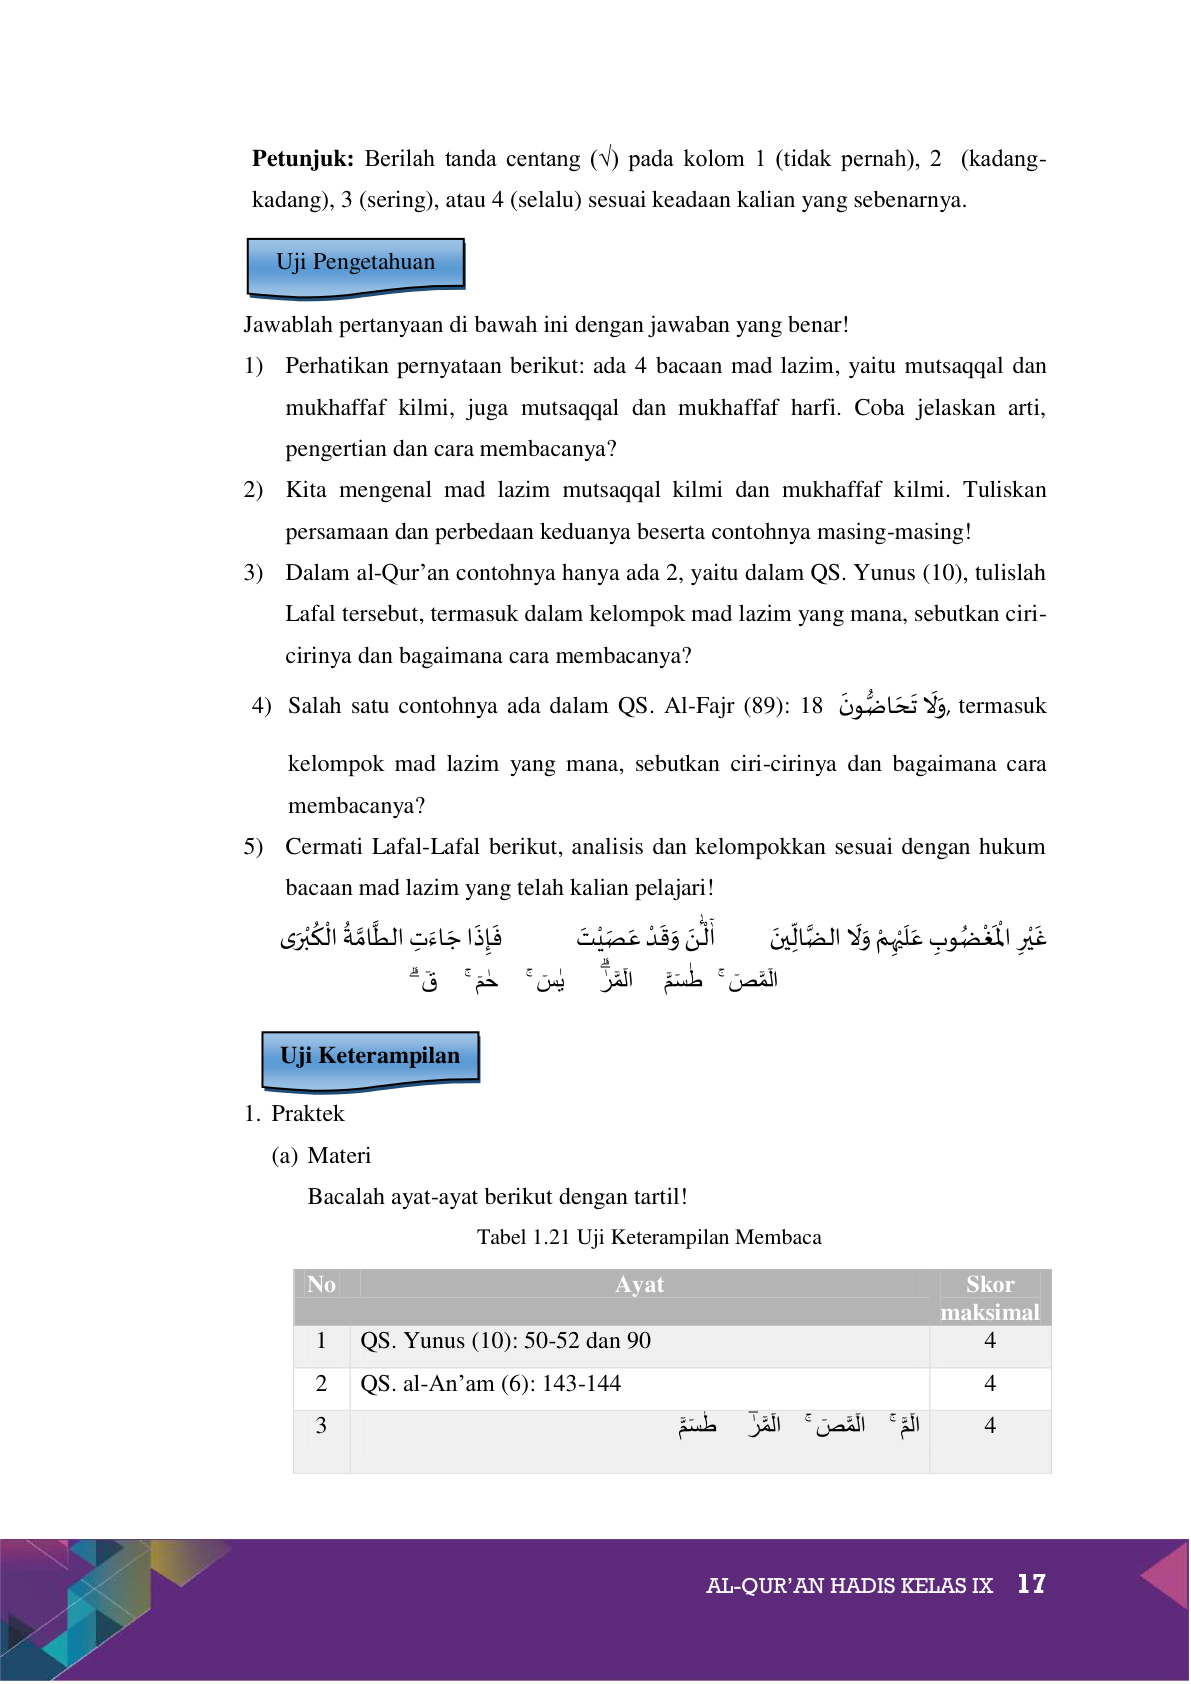 Petunjuk: Berilah tanda centang (√) pada kolom 1 (tidak pernah), 2 (kadang-
kadang), 3 (sering), atau 4 (selalu) sesuai keadaan kalian yang sebenarnya.
Uji Pengetahuan
Jawablah pertanyaan di bawah ini dengan jawaban yang benar!
1) Perhatikan pernyataan berikut: ada 4 bacaan mad lazim, yaitu mutsaqqal dan
mukhaffaf kilmi, juga mutsaqqal dan mukhaffaf harfi. Coba jelaskan arti,
pengertian dan cara membacanya?
2) Kita mengenal mad lazim mutsaqqal kilmi dan mukhaffaf kilmi. Tuliskan
persamaan dan perbedaan keduanya beserta contohnya masing-masing!
3) Dalam al-Qur’an contohnya hanya ada 2, yaitu dalam QS. Yunus (10), tulislah
Lafal tersebut, termasuk dalam kelompok mad lazim yang mana, sebutkan ciri-
cirinya dan bagaimana cara membacanya?
4) Salah satu contohnya ada dalam QS. Al-Fajr (89): 18 وَلَا تَحَاضُّونَ, termasuk
kelompok mad lazim yang mana, sebutkan ciri-cirinya dan bagaimana cara
membacanya?
5) Cermati Lafal-Lafal berikut, analisis dan kelompokkan sesuai dengan hukum
bacaan mad lazim yang telah kalian pelajari!
غَيْرِ الْمَغْضُوبِ عَلَيْهِمْ وَلَا الضَّالِّينَ آٰلْـٰٔنَ وَقَدْ عَصَيْتَ فَإِذَا جَاءَتِ الطَّامَّةُ الْكُبْرَى
الۤمّۤصۤ ۚ طٰسۤمّۤ الۤمّۤرٰۗ يٰسۤ ۚ حٰمۤ ۚ قۤ ۗ
Uji Keterampilan
1. Praktek
(a) Materi
Bacalah ayat-ayat berikut dengan tartil!
Tabel 1.21 Uji Keterampilan Membaca
No Ayat Skor
maksimal
1 QS. Yunus (10): 50-52 dan 90 4
2 QS. al-An’am (6): 143-144 4
3 الۤمّۤ ۚ الۤمّۤصۤ ۚ الۤمّۤرٰ طٰسۤمّۤ 4
AL-QUR’AN HADIS KELAS IX 17